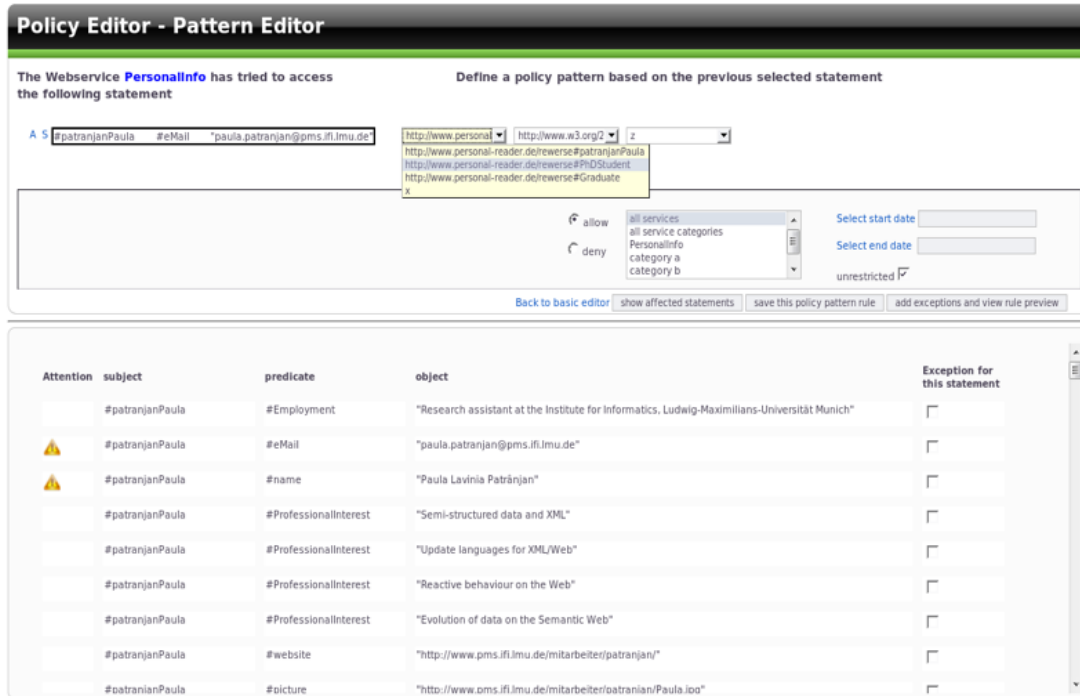 Policy Editor - Pattern Editor
The Webservice PersonalInfo has tried to access
the following statement
Define a policy pattern based on the previous selected statement
A S #patranjanPaula #eMail "paula.patranjan@pms.ifi.lmu.de"
http://www.personal http://www.w3.org/2 z
http://www.personal-reader.de/rewerse#patranjanPaula
http://www.personal-reader.de/rewerse#PhDStudent
http://www.personal-reader.de/rewerse#Graduate
x
allow
deny
all services
all service categories
PersonalInfo
category a
category b
Select start date
Select end date
unrestricted
Back to basic editor show affected statements save this policy pattern rule add exceptions and view rule preview
Attention subject predicate object Exception for
this statement
#patranjanPaula #Employment "Research assistant at the Institute for Informatics, Ludwig-Maximilians-Universität Munich"
#patranjanPaula #eMail "paula.patranjan@pms.ifi.lmu.de"
#patranjanPaula #name "Paula Lavinia Patrânjan"
#patranjanPaula #ProfessionalInterest "Semi-structured data and XML"
#patranjanPaula #ProfessionalInterest "Update languages for XML/Web"
#patranjanPaula #ProfessionalInterest "Reactive behaviour on the Web"
#patranjanPaula #ProfessionalInterest "Evolution of data on the Semantic Web"
#patranjanPaula #website "http://www.pms.ifi.lmu.de/mitarbeiter/patranjan/"
#patranjanPaula #picture "http://www.pms.ifi.lmu.de/mitarbeiter/patranjan/Paula.jpg"